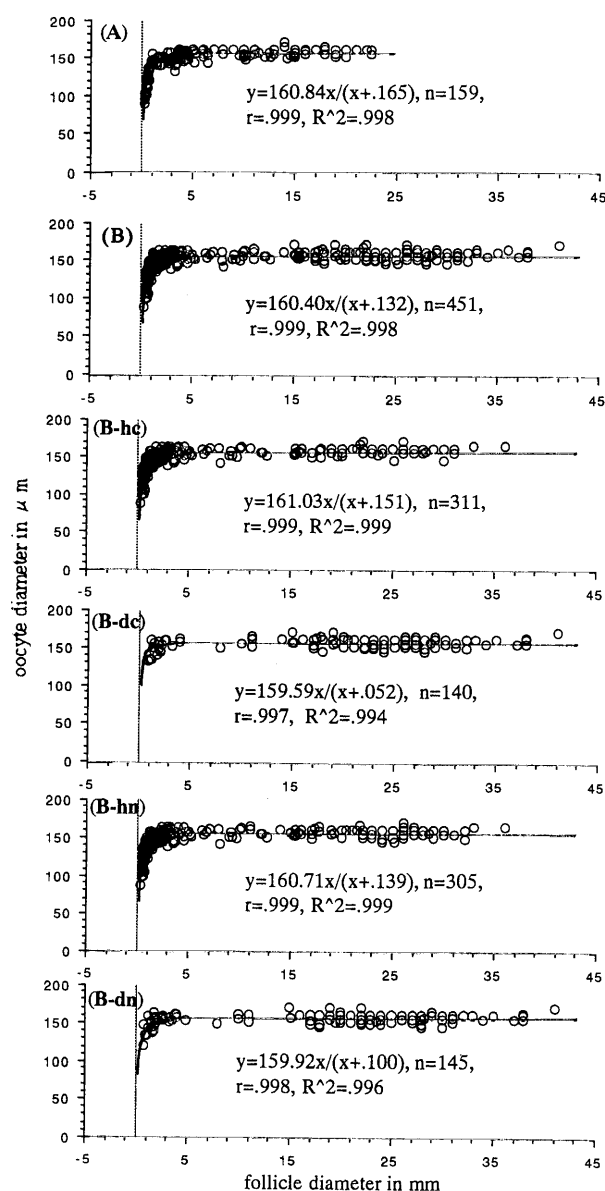 (A)
200
150
100
50
0
y=160.84x/(x+.165), n=159,
r=.999, R^2=.998
-5 5 15 25 35 45
(B)
200
150
100
50
0
y=160.40x/(x+.132), n=451,
r=.999, R^2=.998
-5 5 15 25 35 45
(B-hc)
200
150
100
50
0
y=161.03x/(x+.151), n=311,
r=.999, R^2=.999
-5 5 15 25 35 45
oocyte diameter in μ m
(B-dc)
200
150
100
50
0
y=159.59x/(x+.052), n=140,
r=.997, R^2=.994
-5 5 15 25 35 45
(B-hn)
200
150
100
50
0
y=160.71x/(x+.139), n=305,
r=.999, R^2=.999
-5 5 15 25 35 45
(B-dn)
200
150
100
50
0
y=159.92x/(x+.100), n=145,
r=.998, R^2=.996
-5 5 15 25 35 45
follicle diameter in mm